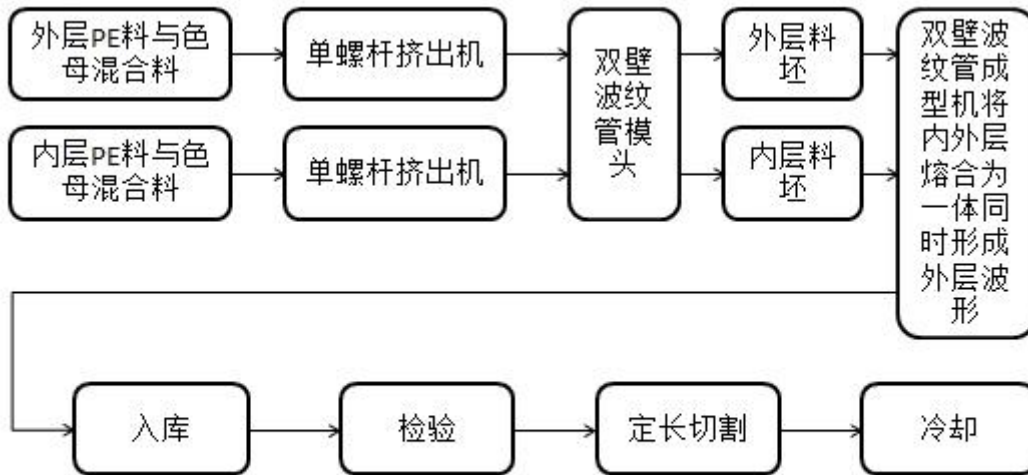 外层PE料与色
母混合料
单螺杆挤出机
双壁
波纹
管模
头
外层料
坯
双壁波
纹管成
型机将
内外层
熔合为
一体同
时形成
外层波
形
内层PE料与色
母混合料
单螺杆挤出机
内层料
坯
入库
检验
定长切割
冷却